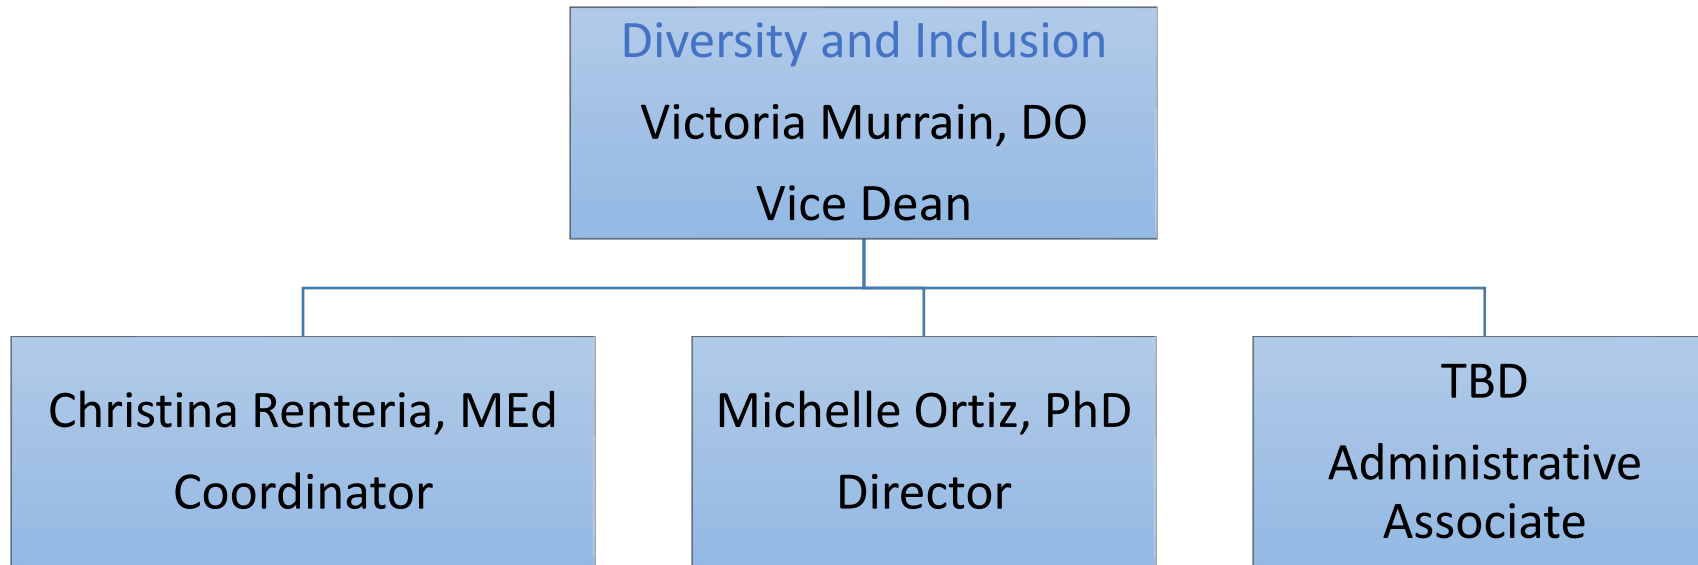 Diversity and Inclusion
Victoria Murrain, DO
Vice Dean
Christina Renteria, MEd
Coordinator
Michelle Ortiz, PhD
Director
TBD
Administrative
Associate